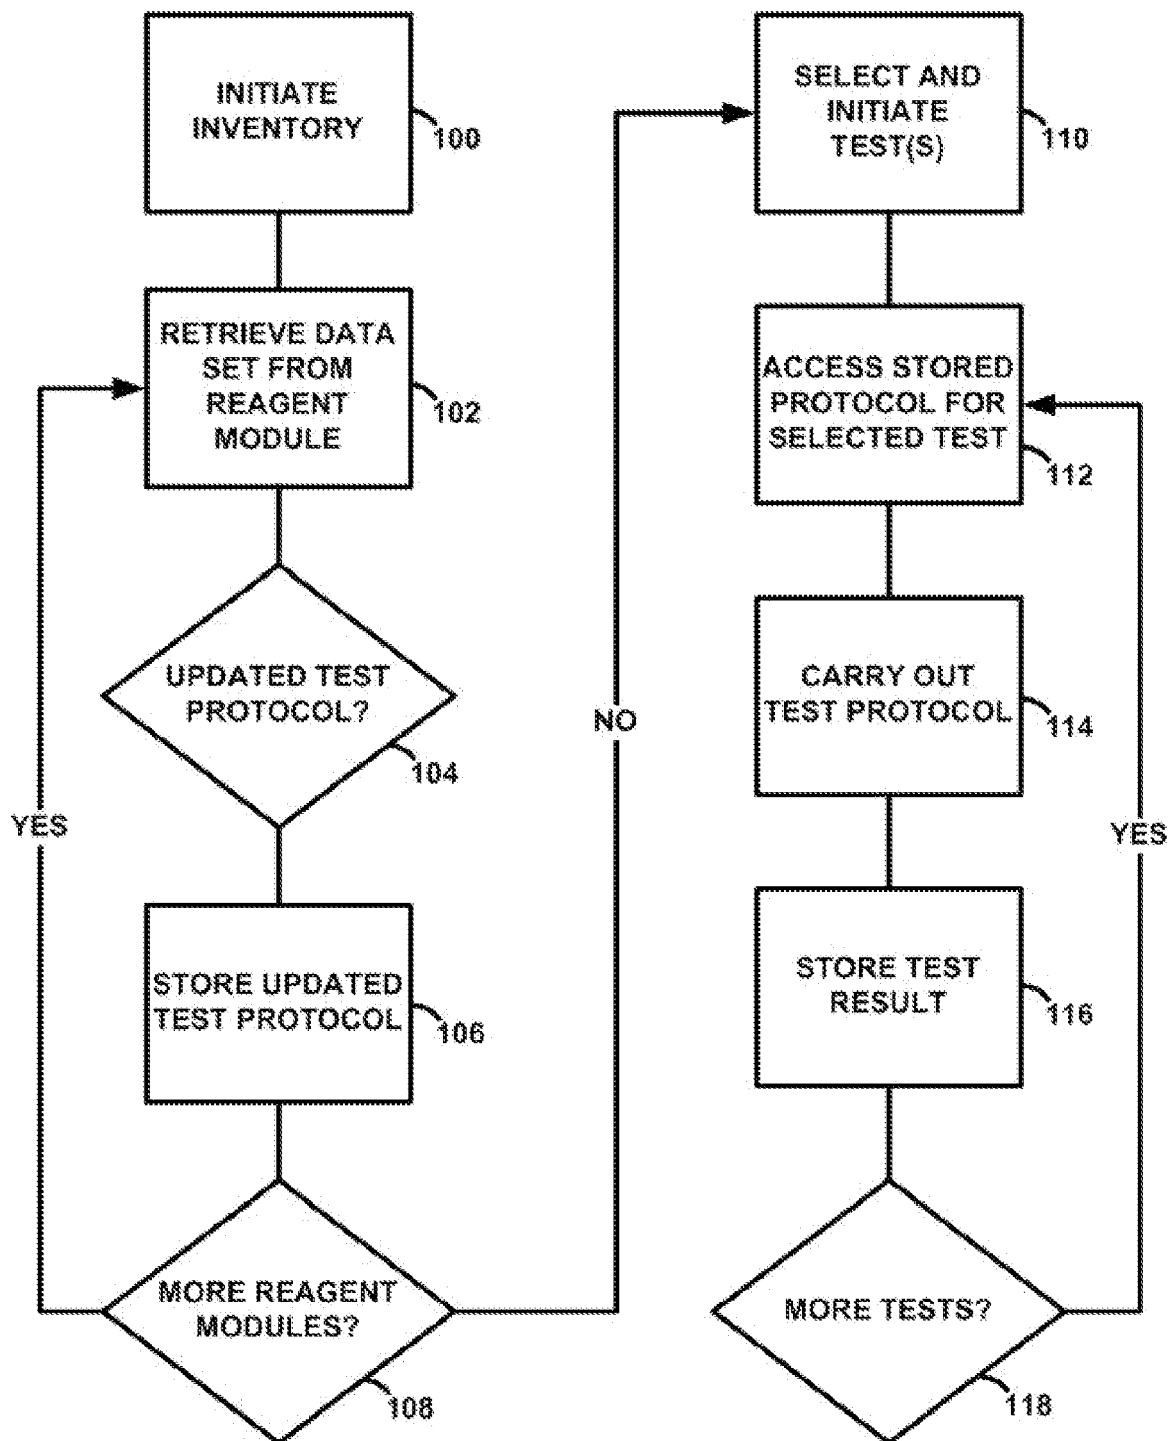 INITIATE
INVENTORY
100
RETRIEVE DATA
SET FROM
REAGENT
MODULE
102
UPDATED TEST
PROTOCOL?
104
YES
STORE UPDATED
TEST PROTOCOL
106
MORE REAGENT
MODULES?
108
NO
SELECT AND
INITIATE
TEST(S)
110
ACCESS STORED
PROTOCOL FOR
SELECTED TEST
112
CARRY OUT
TEST PROTOCOL
114
YES
STORE TEST
RESULT
116
MORE TESTS?
118